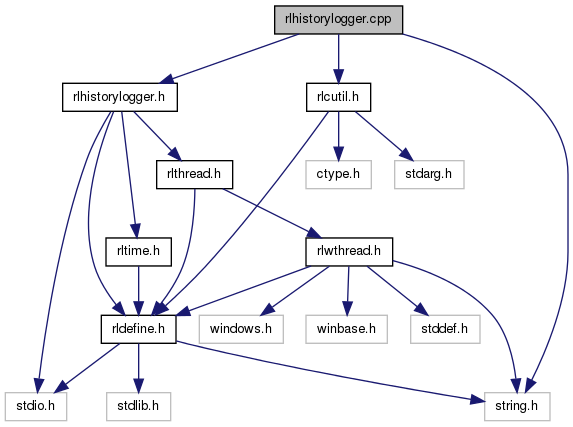 rlhistorylogger.cpp
rlhistorylogger.h
rlcutil.h
rlthread.h
ctype.h
stdarg.h
rltime.h
rlwthread.h
rldefine.h
windows.h
winbase.h
stddef.h
stdio.h
stdlib.h
string.h